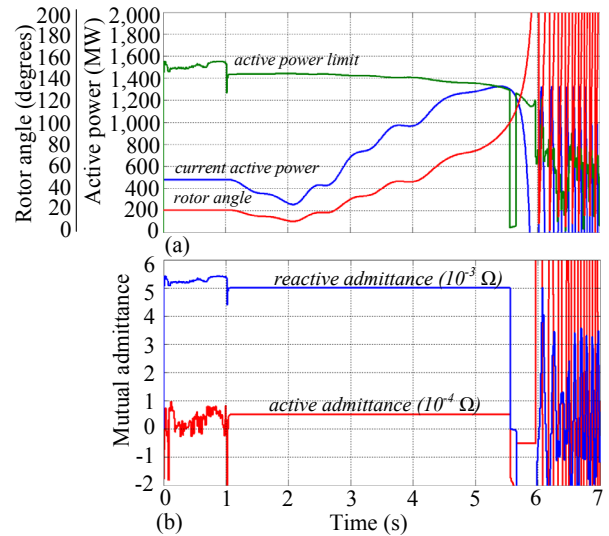 Rotor angle (degrees)
Active power (MW)
200 2,000
180 1,800
160 1,600
140 1,400
120 1,200
100 1,000
80 800
60 600
40 400
20 200
0 0
active power limit
current active power
rotor angle
(a)
Mutual admittance
6
5
4
3
2
1
0
-1
-2
reactive admittance (10⁻³ Ω)
active admittance (10⁻⁴ Ω)
0 1 2 3 4 5 6 7
(b) Time (s)